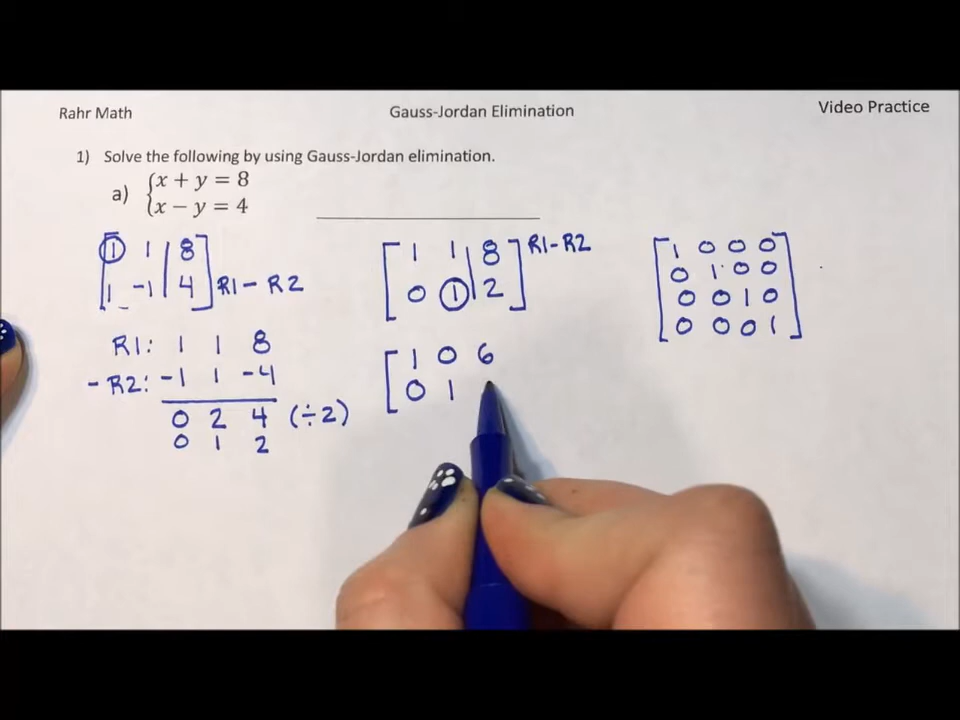 Rahr Math Gauss-Jordan Elimination Video Practice
1) Solve the following by using Gauss-Jordan elimination.
a) { x + y = 8
x − y = 4
[ 1 1 | 8 ]
[ 1 -1 | 4 ] R1 - R2
R1: 1 1 8
- R2: -1 1 -4
0 2 4 (÷2)
0 1 2
[ 1 1 | 8 ] R1-R2
[ 0 1 | 2 ]
[ 1 0 6
[ 0 1
[ 1 0 0 0 ]
[ 0 1 0 0 ]
[ 0 0 1 0 ]
[ 0 0 0 1 ]